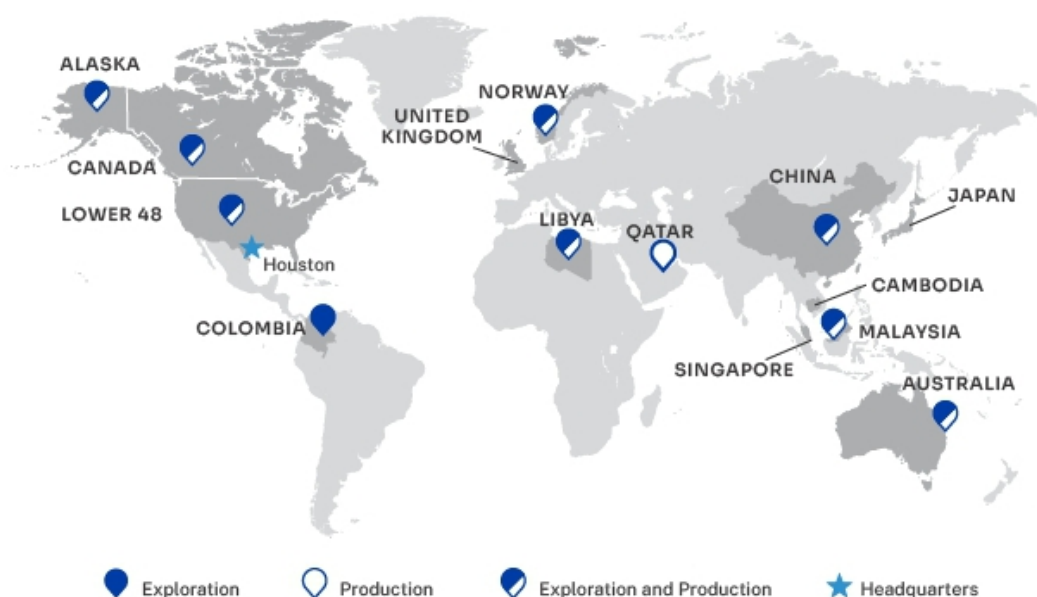 ALASKA
NORWAY
UNITED
KINGDOM
CANADA
CHINA
JAPAN
LOWER 48
LIBYA
QATAR
Houston
CAMBODIA
COLOMBIA
MALAYSIA
SINGAPORE
AUSTRALIA
Exploration
Production
Exploration and Production
Headquarters